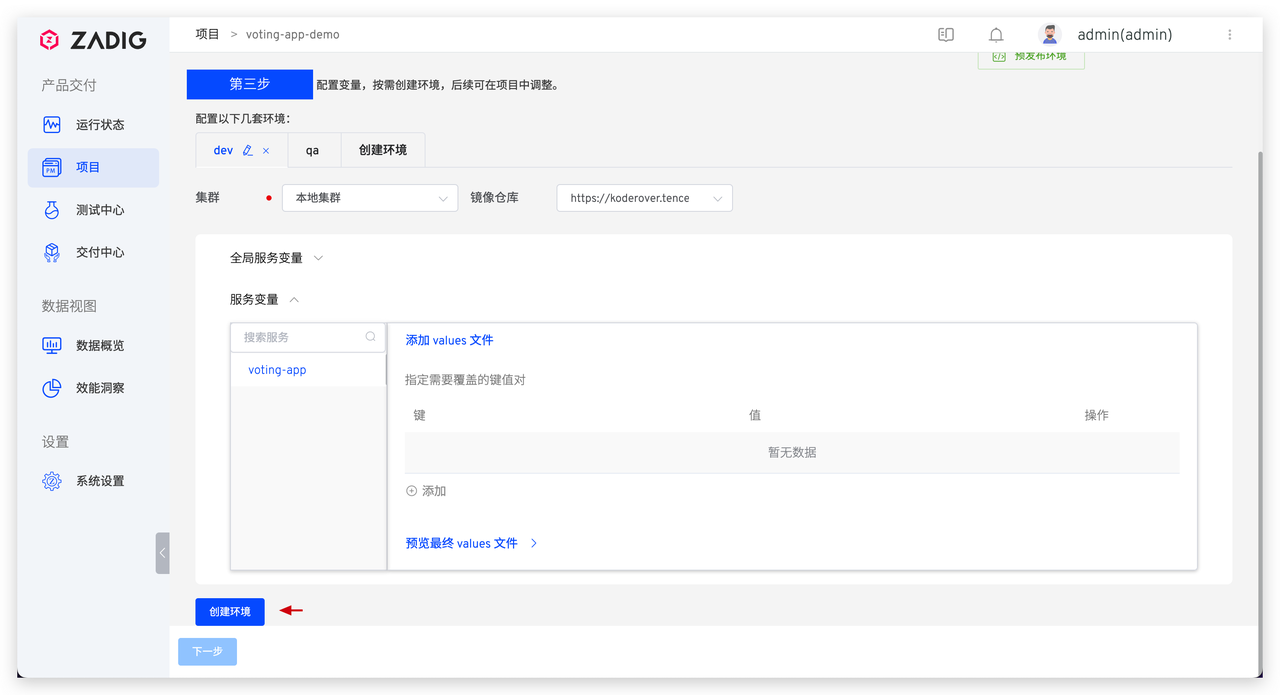 ZADIG
项目 > voting-app-demo
admin(admin)
产品交付
运行状态
项目
测试中心
交付中心
数据视图
数据概览
效能洞察
设置
系统设置
预发布环境
第三步 配置变量，按需创建环境，后续可在项目中调整。
配置以下几套环境：
dev qa 创建环境
集群 本地集群 镜像仓库 https://koderover.tence
全局服务变量
服务变量
搜索服务
voting-app
添加 values 文件
指定需要覆盖的键值对
键 值 操作
暂无数据
添加
预览最终 values 文件
创建环境
下一步